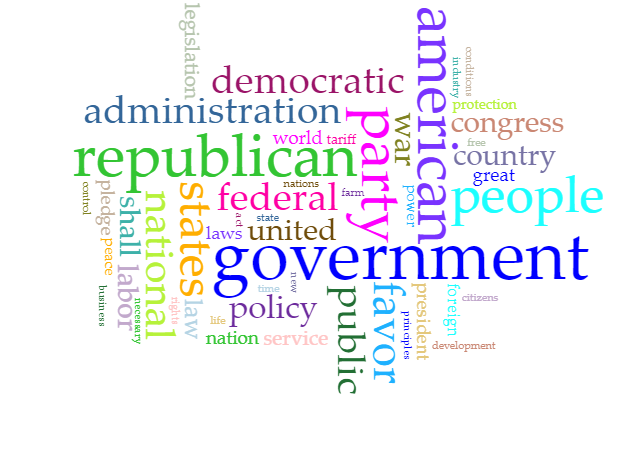 legislation
american
conditions
industry
democratic
administration
protection
party
war
congress
world
tariff
free
republican
country
great
nations
control
pledge
states
federal
farm
power
people
shall
national
act
state
laws
united
peace
government
labor
law
new
business
necessary
rights
time
policy
public
favor
president
foreign
citizens
life
principles
nation
service
development